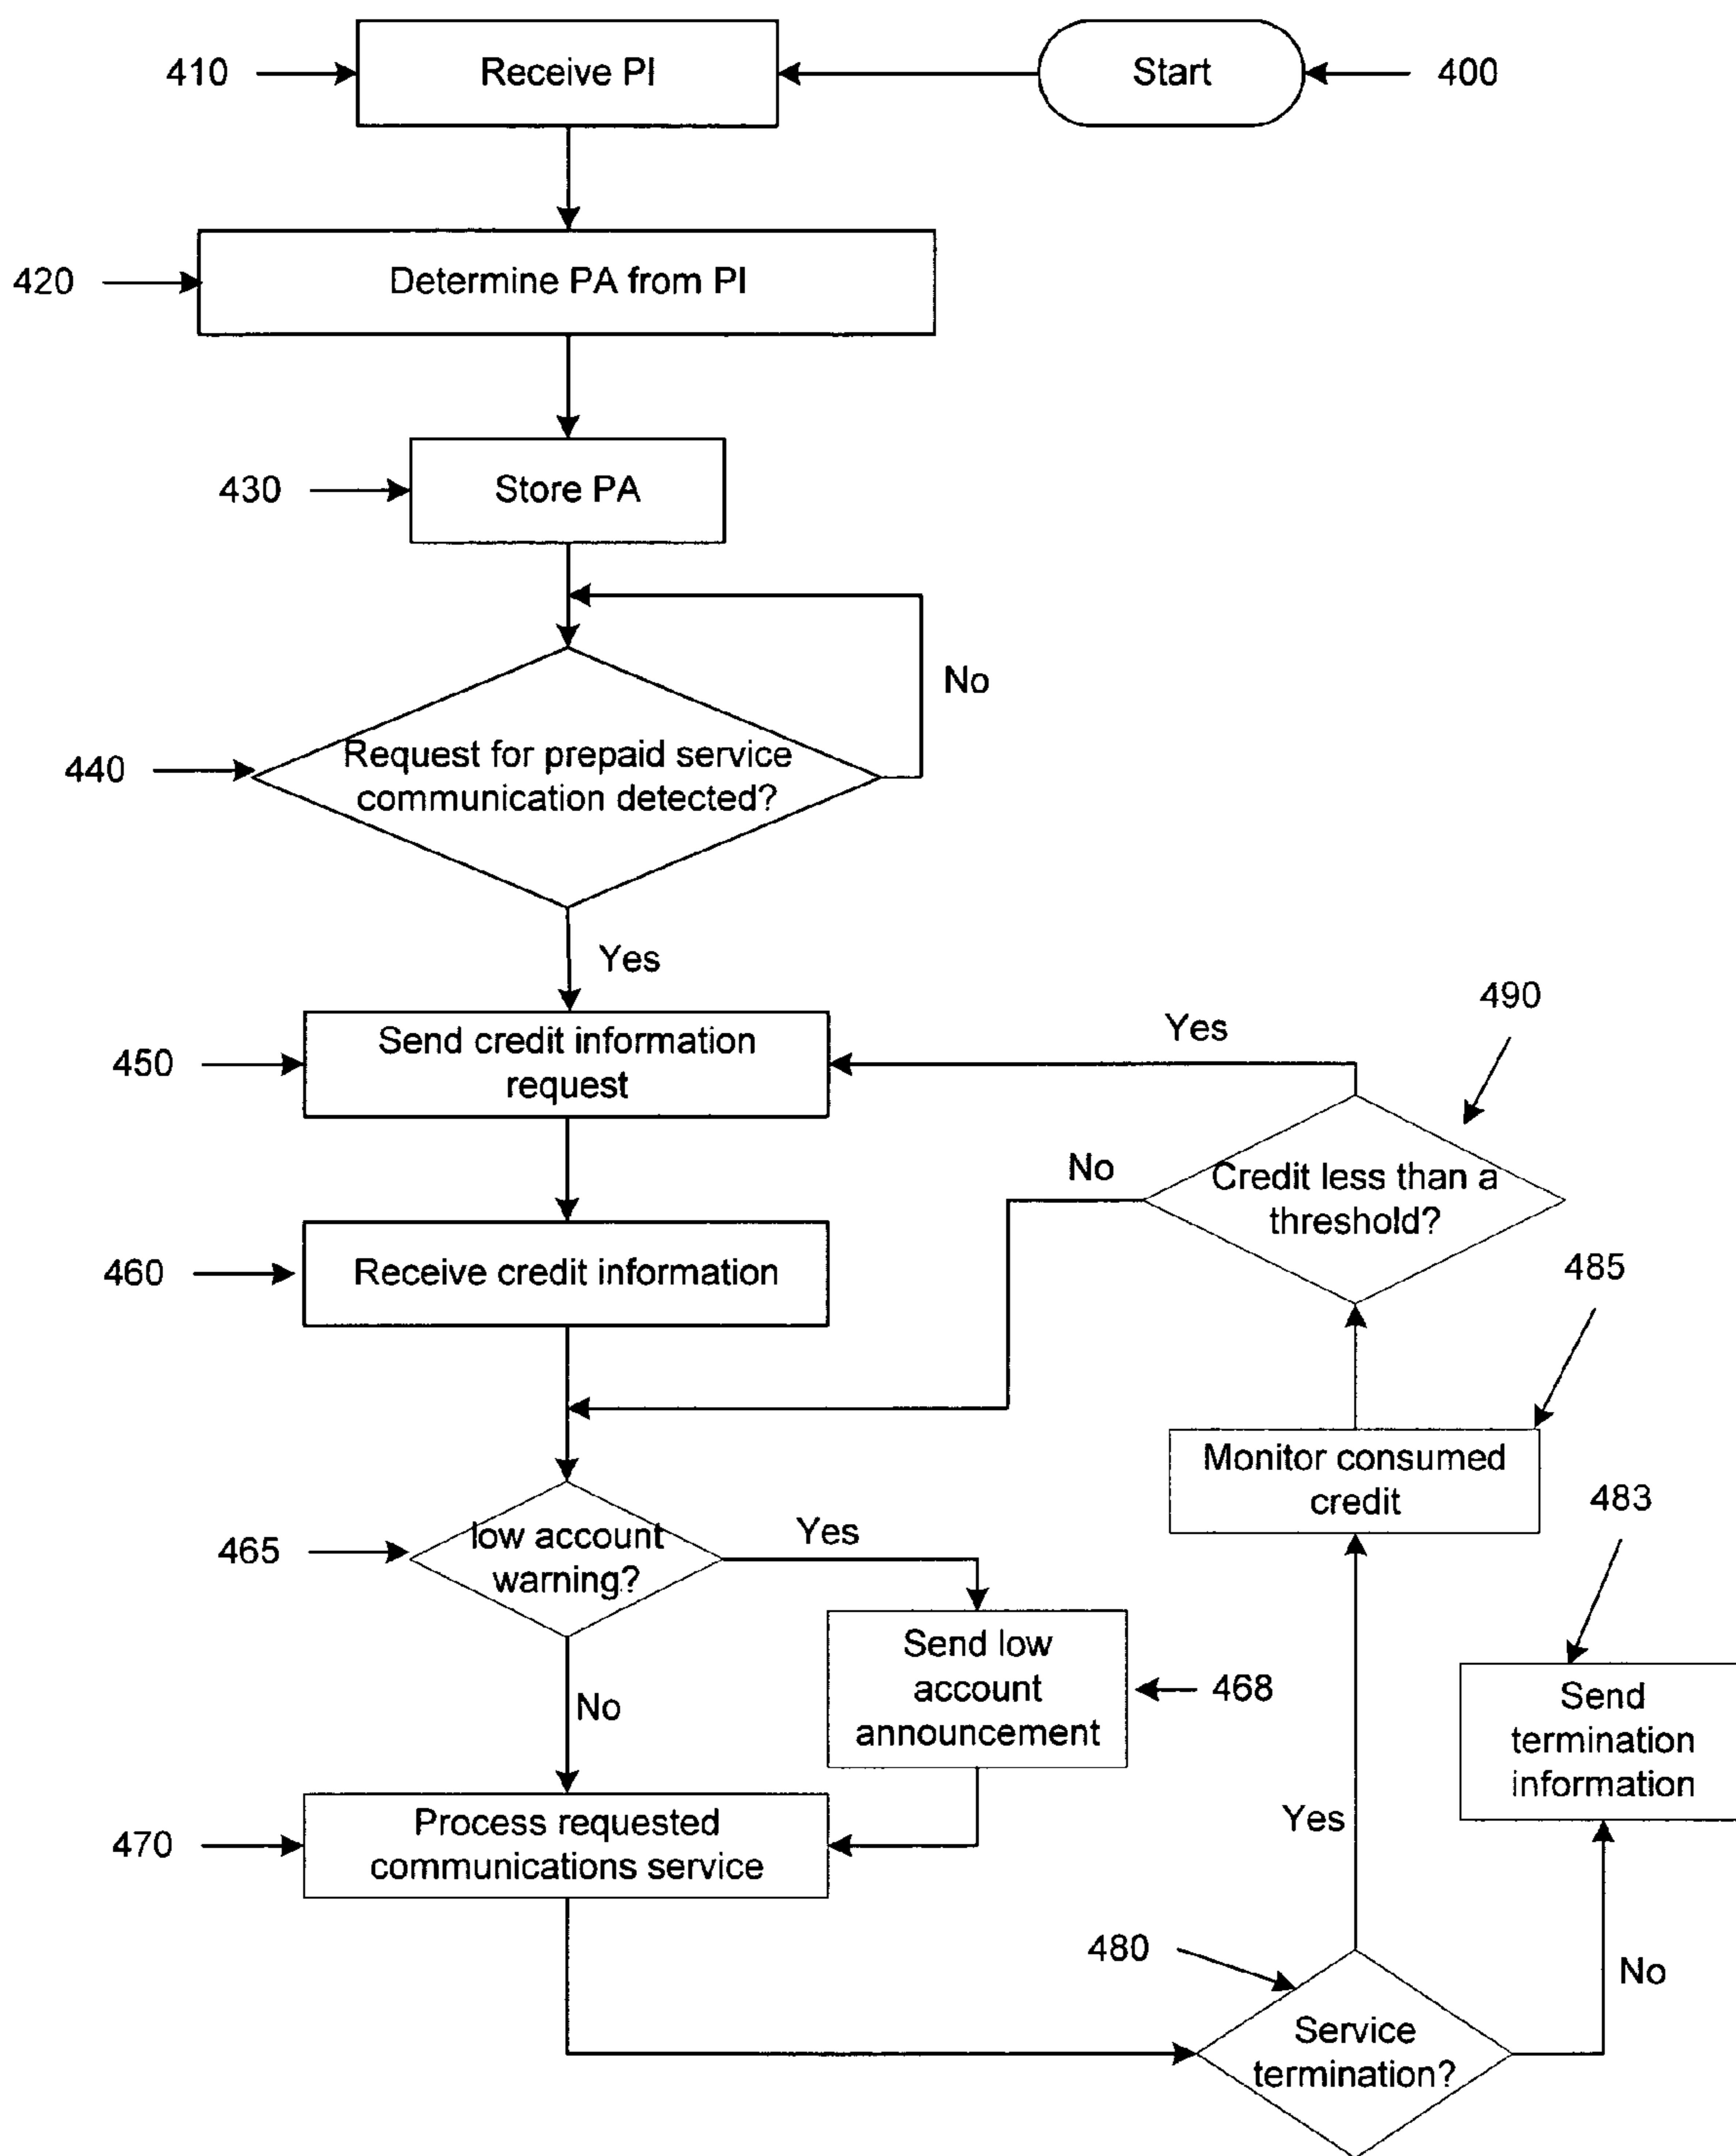 410
Receive PI
Start
400
420
Determine PA from PI
430
Store PA
No
440
Request for prepaid service
communication detected?
Yes
490
450
Send credit information
request
Yes
No
Credit less than a
threshold?
460
Receive credit information
485
Monitor consumed
credit
483
465
low account
warning?
Yes
Send low
account
announcement
468
No
Send
termination
information
470
Process requested
communications service
Yes
480
No
Service
termination?